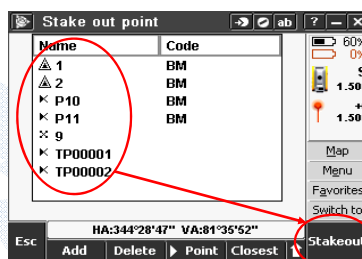 Stake out point ab ? – ×
Name Code
1 BM
2 BM
P10 BM
P11 BM
9
TP00001
TP00002
60%
0%
S
1.50
+
1.50
Map
Menu
Favorites
Switch to
HA:344°28'47" VA:81°35'52"
Esc Add Delete Point Closest 1 Stakeout